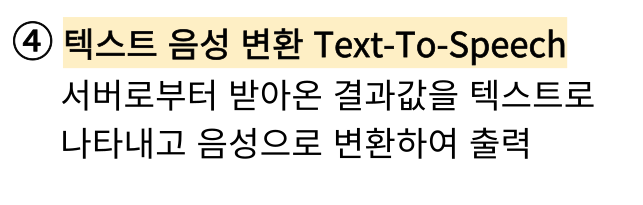 ④ 텍스트 음성 변환 Text-To-Speech
서버로부터 받아온 결과값을 텍스트로
나타내고 음성으로 변환하여 출력